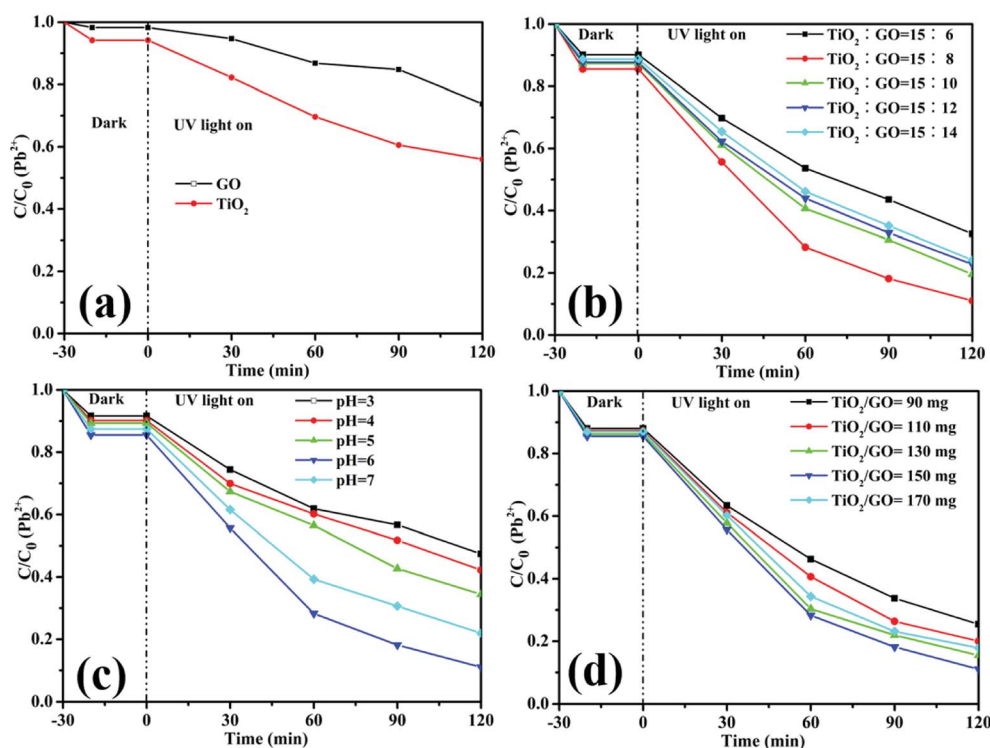 C/C0 (Pb2+)
1.0
0.8
0.6
0.4
0.2
0.0
Dark
UV light on
GO
TiO2
(a)
-30 0 30 60 90 120
Time (min)
C/C0 (Pb2+)
1.0
0.8
0.6
0.4
0.2
0.0
Dark
UV light on
TiO2:GO=15:6
TiO2:GO=15:8
TiO2:GO=15:10
TiO2:GO=15:12
TiO2:GO=15:14
(b)
-30 0 30 60 90 120
Time (min)
C/C0 (Pb2+)
1.0
0.8
0.6
0.4
0.2
0.0
Dark
UV light on
pH=3
pH=4
pH=5
pH=6
pH=7
(c)
-30 0 30 60 90 120
Time (min)
C/C0 (Pb2+)
1.0
0.8
0.6
0.4
0.2
0.0
Dark
UV light on
TiO2/GO= 90 mg
TiO2/GO= 110 mg
TiO2/GO= 130 mg
TiO2/GO= 150 mg
TiO2/GO= 170 mg
(d)
-30 0 30 60 90 120
Time (min)